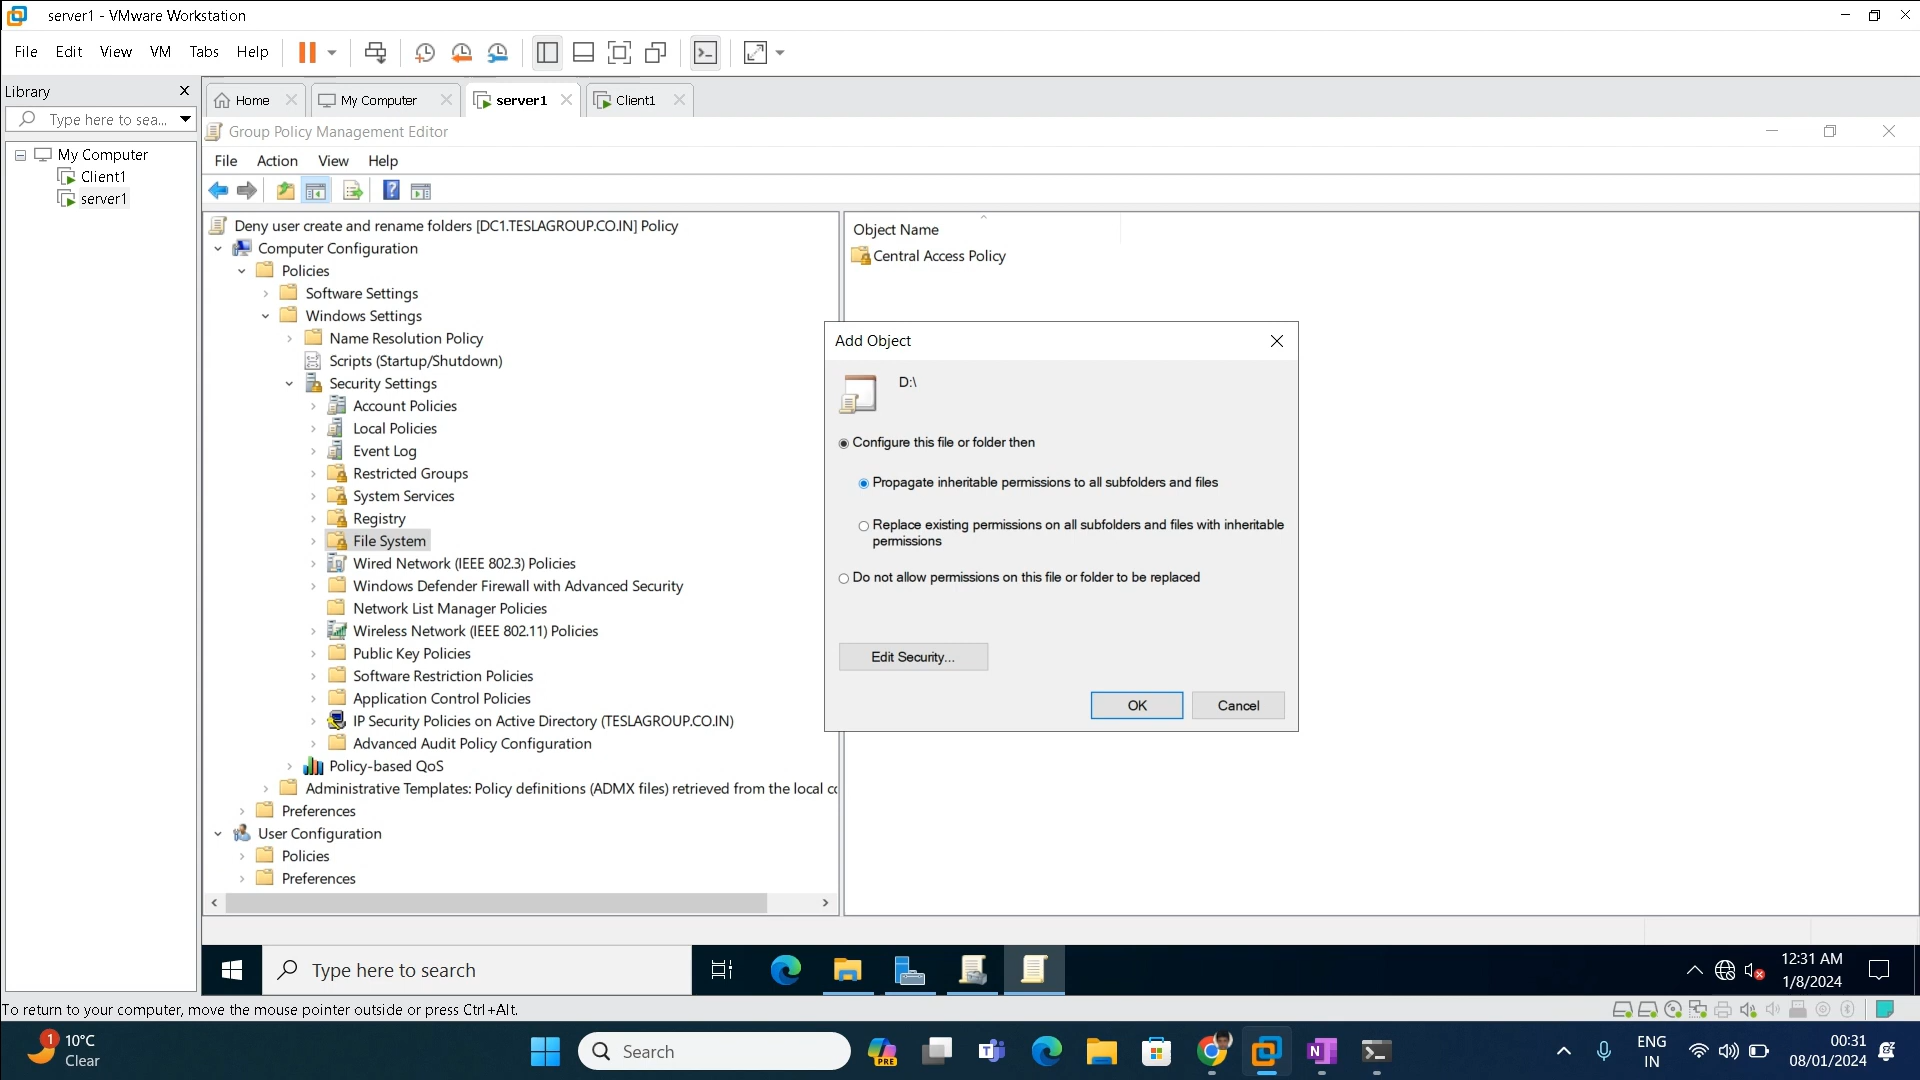 server1 - VMware Workstation
File Edit View VM Tabs Help
Library
Type here to sea...
My Computer
Client1
server1
Home
My Computer
server1
Client1
Group Policy Management Editor
File Action View Help
Deny user create and rename folders [DC1.TESLAGROUP.CO.IN] Policy
Computer Configuration
Policies
Software Settings
Windows Settings
Name Resolution Policy
Scripts (Startup/Shutdown)
Security Settings
Account Policies
Local Policies
Event Log
Restricted Groups
System Services
Registry
File System
Wired Network (IEEE 802.3) Policies
Windows Defender Firewall with Advanced Security
Network List Manager Policies
Wireless Network (IEEE 802.11) Policies
Public Key Policies
Software Restriction Policies
Application Control Policies
IP Security Policies on Active Directory (TESLAGROUP.CO.IN)
Advanced Audit Policy Configuration
Policy-based QoS
Administrative Templates: Policy definitions (ADMX files) retrieved from the local co
Preferences
User Configuration
Policies
Preferences
Object Name
Central Access Policy
Add Object
D:\
Configure this file or folder then
Propagate inheritable permissions to all subfolders and files
Replace existing permissions on all subfolders and files with inheritable
permissions
Do not allow permissions on this file or folder to be replaced
Edit Security...
OK
Cancel
Type here to search
12:31 AM
1/8/2024
To return to your computer, move the mouse pointer outside or press Ctrl+Alt.
1
10°C
Clear
Search
PRE
ENG
IN
00:31
08/01/2024